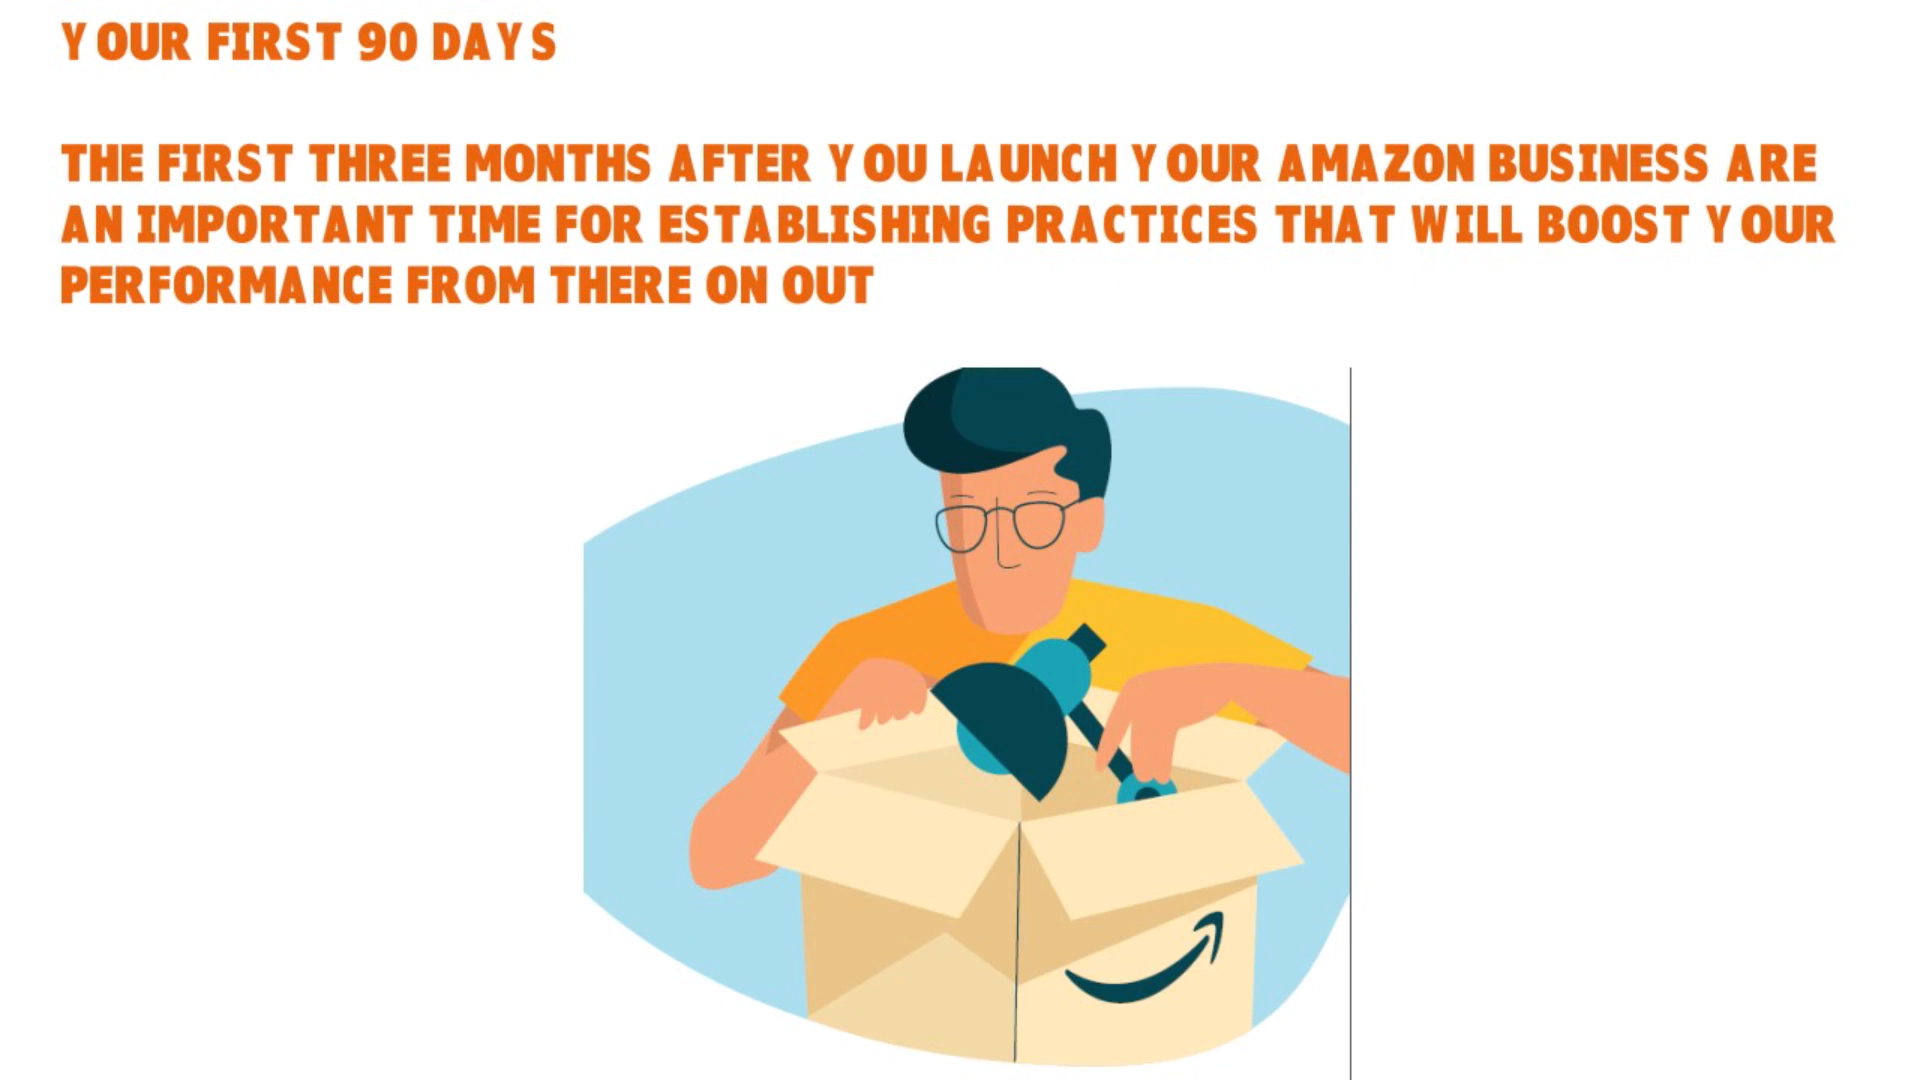 YOUR FIRST 90 DAYS
THE FIRST THREE MONTHS AFTER YOU LAUNCH YOUR AMAZON BUSINESS ARE
AN IMPORTANT TIME FOR ESTABLISHING PRACTICES THAT WILL BOOST YOUR
PERFORMANCE FROM THERE ON OUT